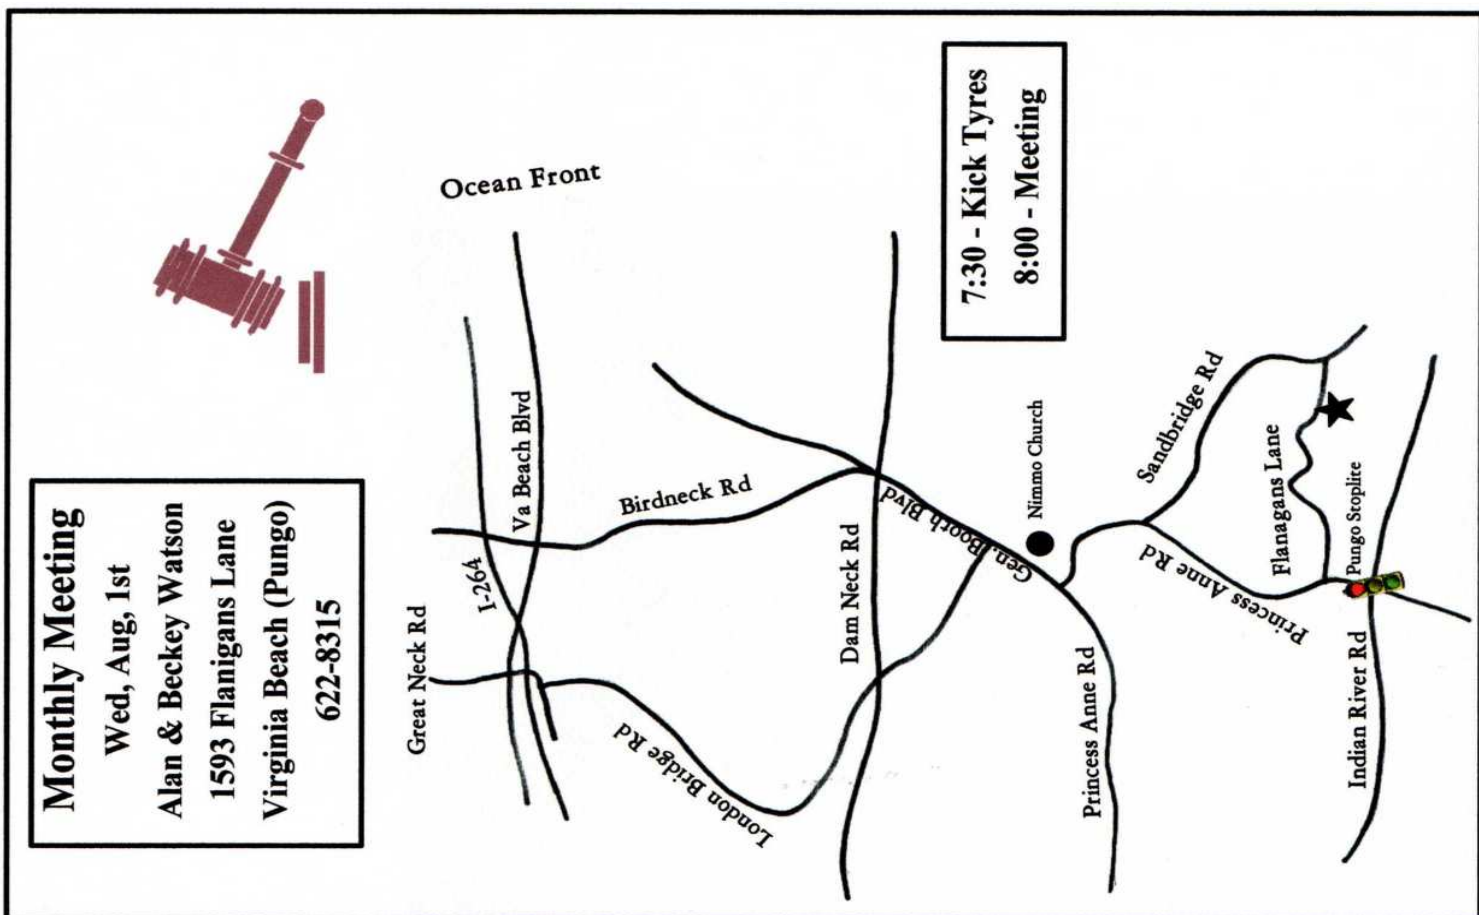 Monthly Meeting
Wed, Aug, 1st
Alan & Beckey Watson
1593 Flanigans Lane
Virginia Beach (Pungo)
622-8315
Ocean Front
Great Neck Rd
I-264
Va Beach Blvd
Birdneck Rd
London Bridge Rd
Dam Neck Rd
Gen. Booth Blvd
7:30 - Kick Tyres
8:00 - Meeting
Nimmo Church
Princess Anne Rd
Sandbridge Rd
Princess Anne Rd
Flanagans Lane
Pungo Stoplite
Indian River Rd